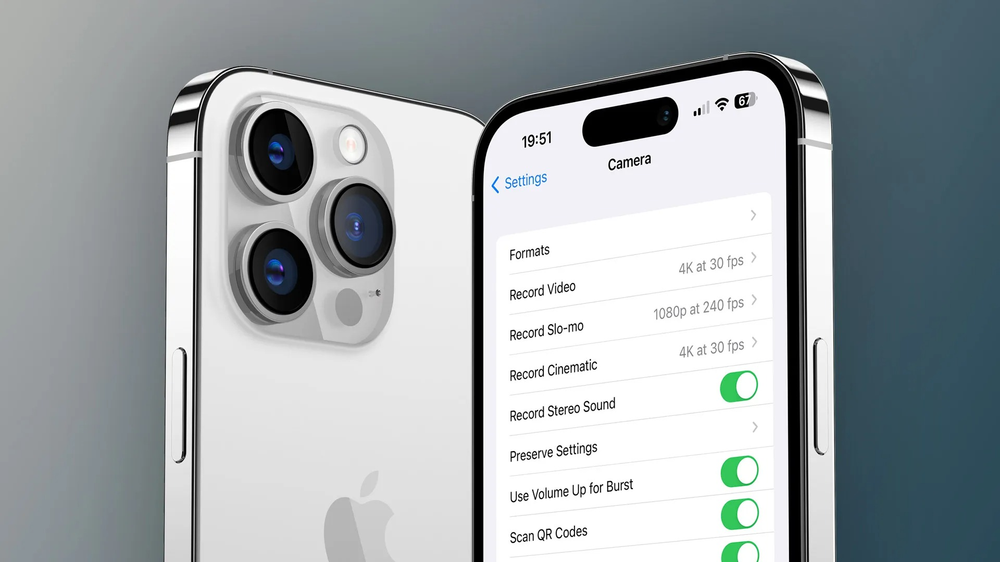 19:51
67
Camera
Settings
Formats
Record Video 4K at 30 fps
Record Slo-mo 1080p at 240 fps
Record Cinematic 4K at 30 fps
Record Stereo Sound
Preserve Settings
Use Volume Up for Burst
Scan QR Codes